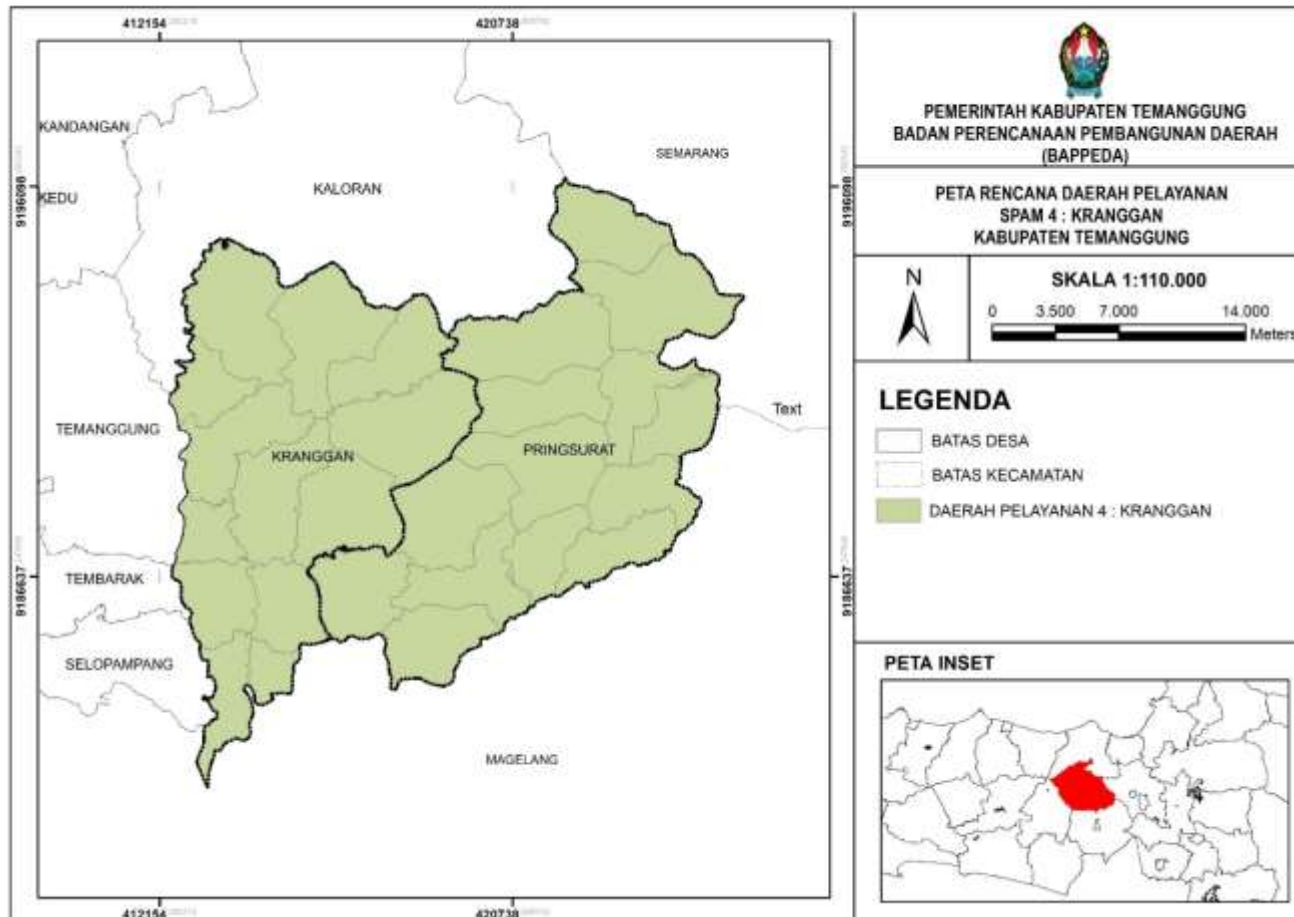 412154
420738
9196098
9196098
9186637
9186637
KANDANGAN
KEDU
KALORAN
SEMARANG
TEMANGGUNG
KRANGGAN
PRINGSURAT
Text
TEMBARAK
SELOPAMPANG
MAGELANG
412154
420738
PEMERINTAH KABUPATEN TEMANGGUNG
BADAN PERENCANAAN PEMBANGUNAN DAERAH
(BAPPEDA)
PETA RENCANA DAERAH PELAYANAN
SPAM 4 : KRANGGAN
KABUPATEN TEMANGGUNG
N
SKALA 1:110.000
0 3.500 7.000 14.000
Meters
LEGENDA
BATAS DESA
BATAS KECAMATAN
DAERAH PELAYANAN 4 : KRANGGAN
PETA INSET